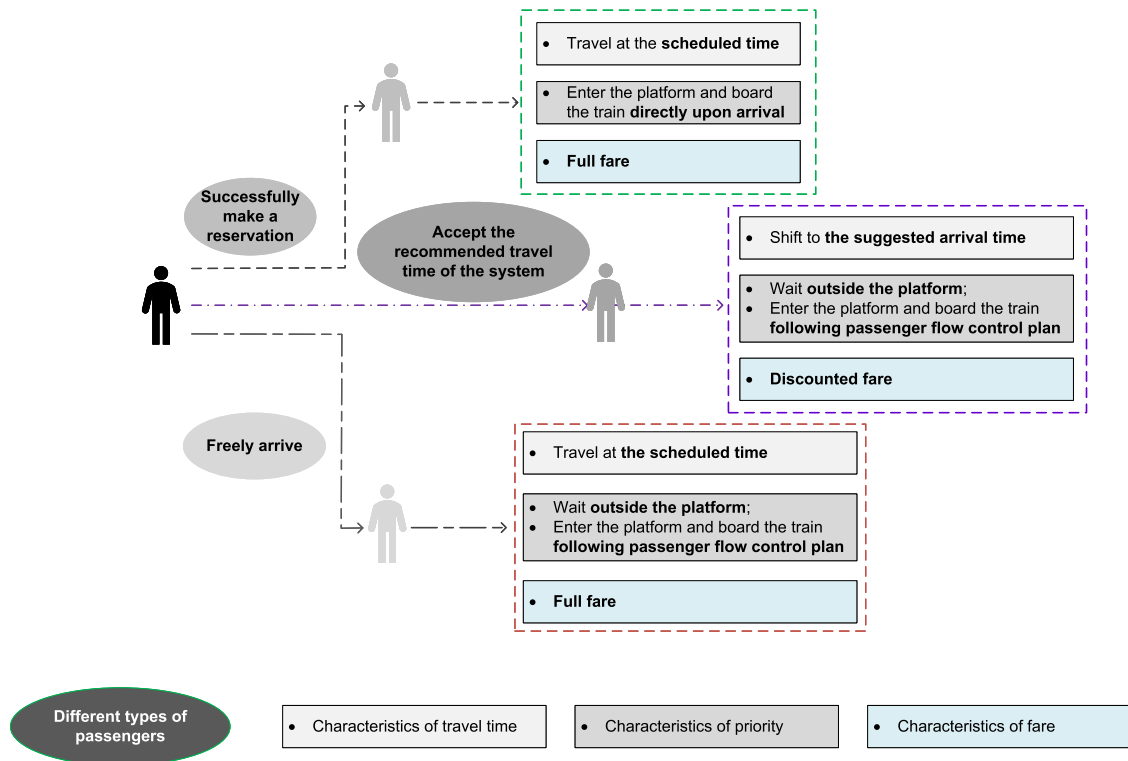 • Travel at the scheduled time
• Enter the platform and board
the train directly upon arrival
• Full fare
Successfully
make a
reservation
Accept the
recommended travel
time of the system
• Shift to the suggested arrival time
• Wait outside the platform;
• Enter the platform and board the train
following passenger flow control plan
• Discounted fare
Freely arrive
• Travel at the scheduled time
• Wait outside the platform;
• Enter the platform and board the train
following passenger flow control plan
• Full fare
Different types of
passengers
• Characteristics of travel time
• Characteristics of priority
• Characteristics of fare